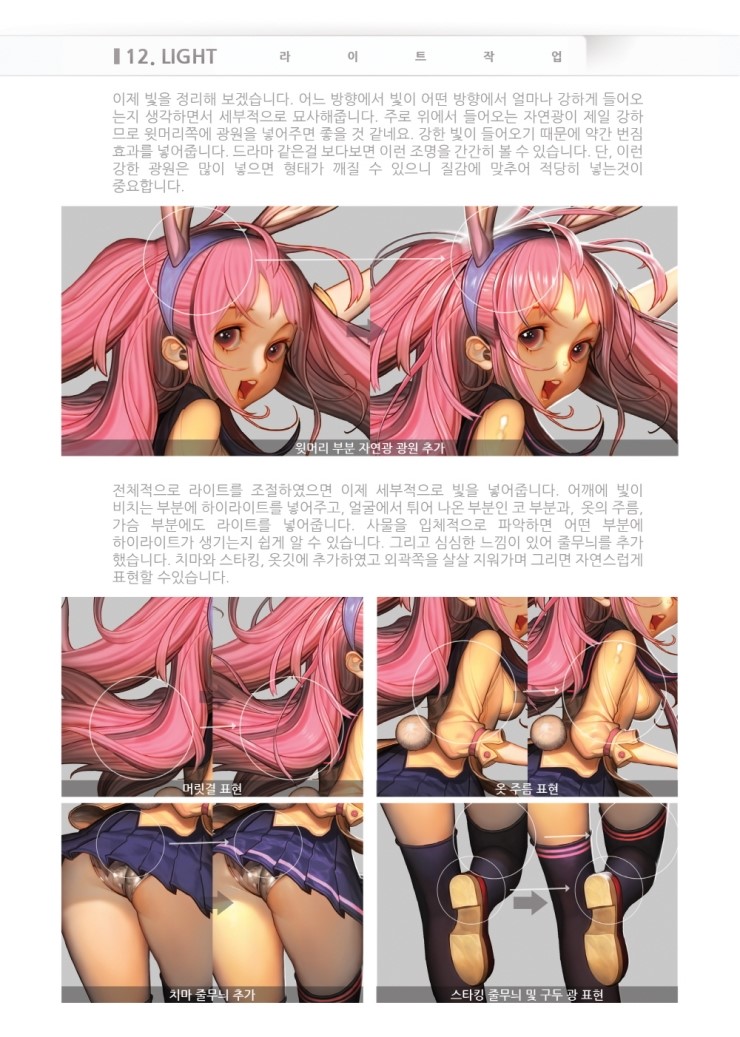 12. LIGHT 라 이 트 작 업
이제 빛을 정리해 보겠습니다. 어느 방향에서 빛이 어떤 방향에서 얼마나 강하게 들어오
는지 생각하면서 세부적으로 묘사해줍니다. 주로 위에서 들어오는 자연광이 제일 강하
므로 윗머리쪽에 광원을 넣어주면 좋을 것 같네요. 강한 빛이 들어오기 때문에 약간 번짐
효과를 넣어줍니다. 드라마 같은걸 보다보면 이런 조명을 간간히 볼 수 있습니다. 단, 이런
강한 광원은 많이 넣으면 형태가 깨질 수 있으니 질감에 맞추어 적당히 넣는것이
중요합니다.
윗머리 부분 자연광 광원 추가
전체적으로 라이트를 조절하였으면 이제 세부적으로 빛을 넣어줍니다. 어깨에 빛이
비치는 부분에 하이라이트를 넣어주고, 얼굴에서 튀어 나온 부분인 코 부분과, 옷의 주름,
가슴 부분에도 라이트를 넣어줍니다. 사물을 입체적으로 파악하면 어떤 부분에
하이라이트가 생기는지 쉽게 알 수 있습니다. 그리고 심심한 느낌이 있어 줄무늬를 추가
했습니다. 치마와 스타킹, 옷깃에 추가하였고 외곽쪽을 살살 지워가며 그리면 자연스럽게
표현할 수있습니다.
머릿결 표현
옷 주름 표현
치마 줄무늬 추가
스타킹 줄무늬 및 구두 광 표현